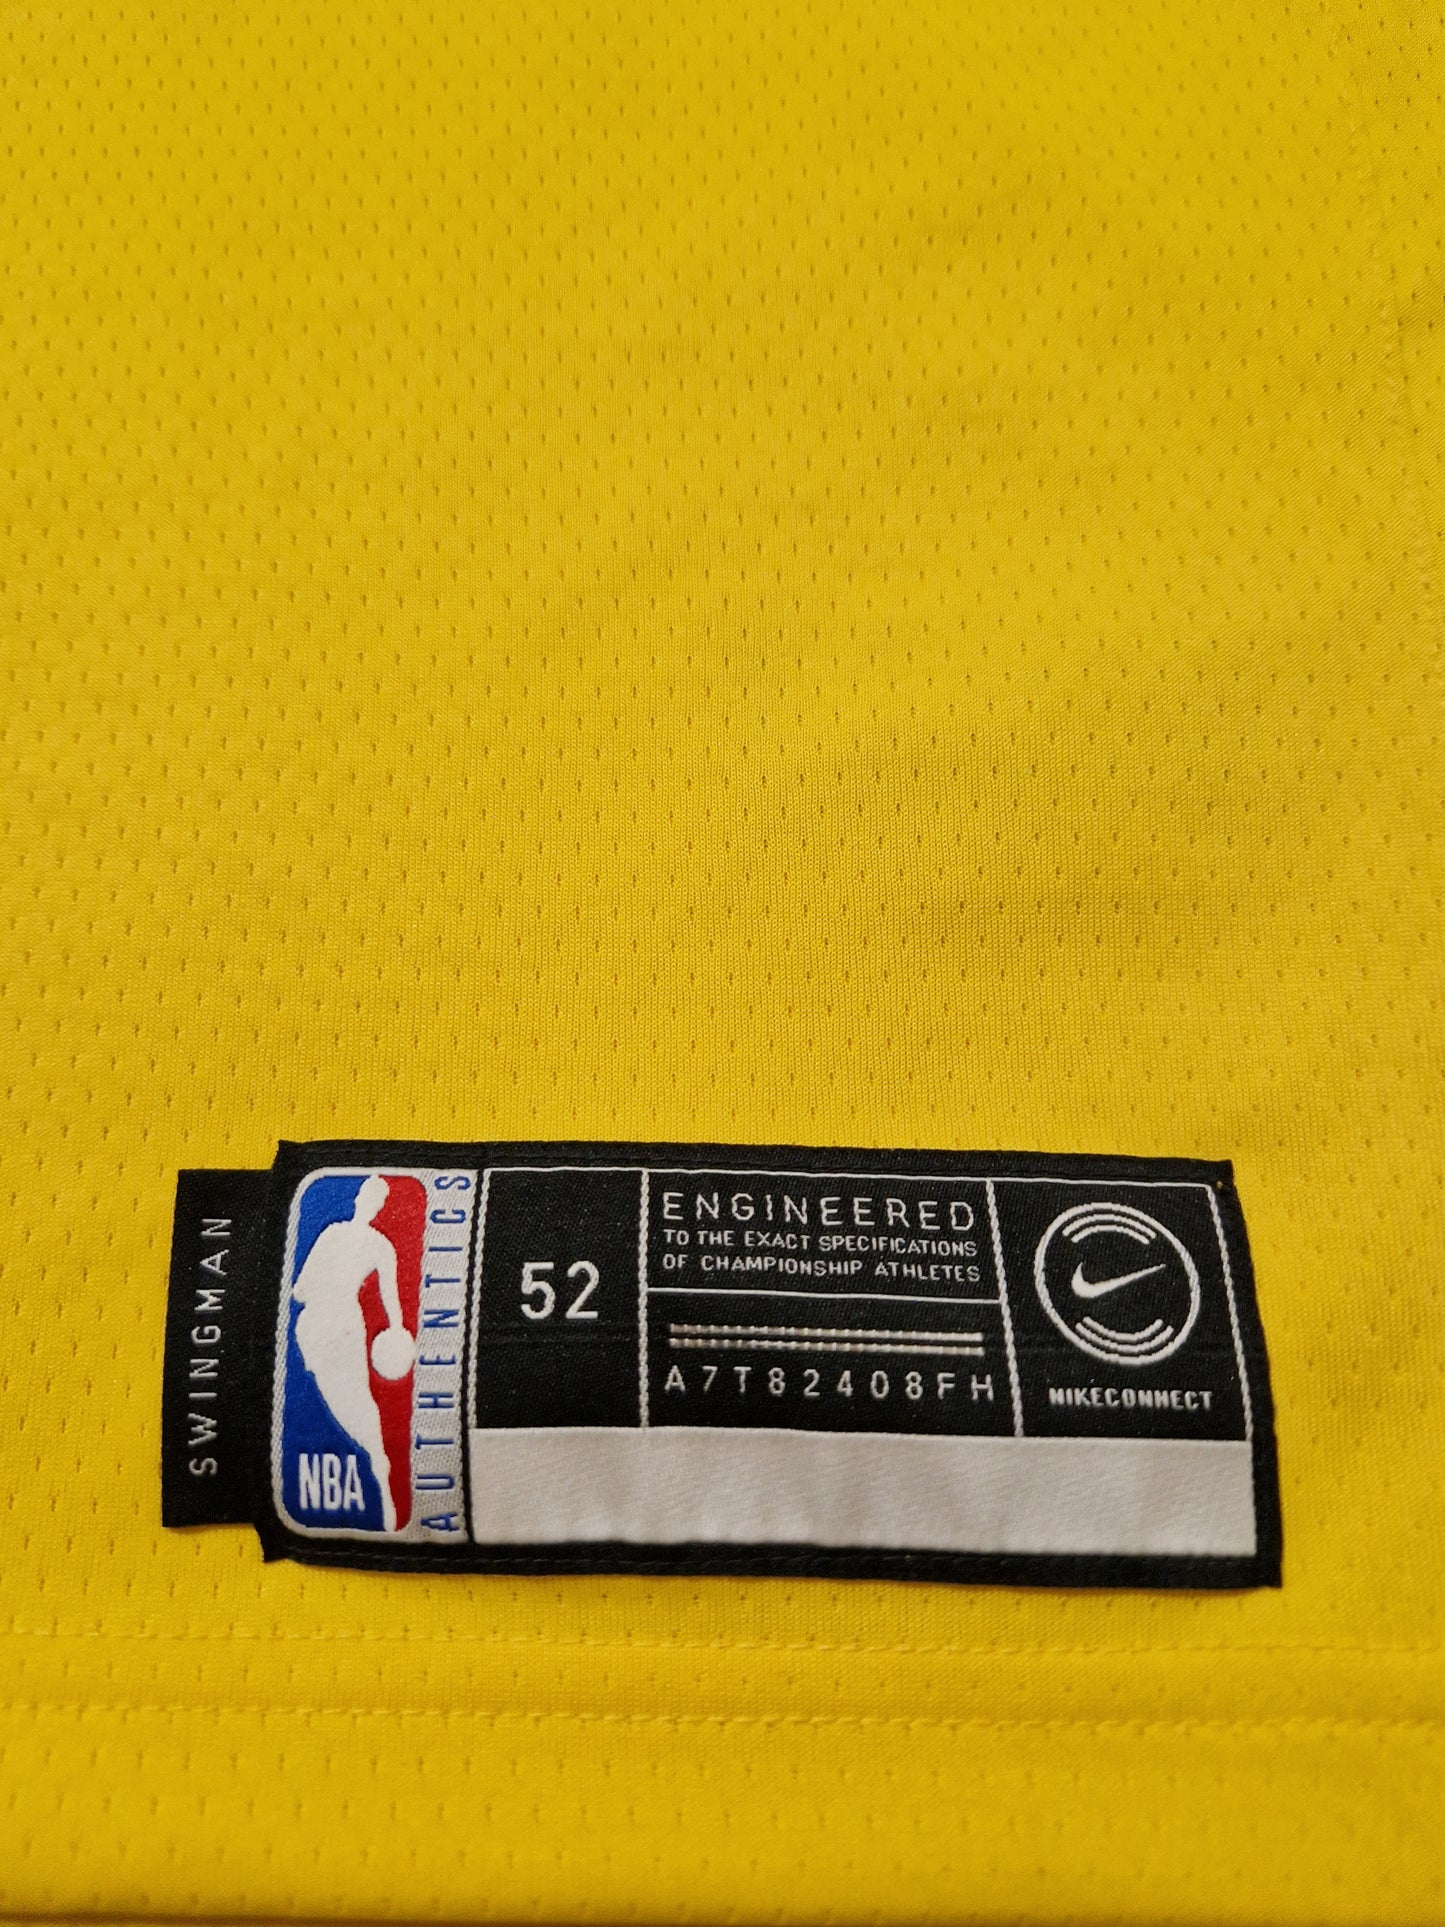 SWINGMAN
NBA
AUTHENTICS
52
ENGINEERED
TO THE EXACT SPECIFICATIONS
OF CHAMPIONSHIP ATHLETES
A7T82408FH
NIKECONNECT